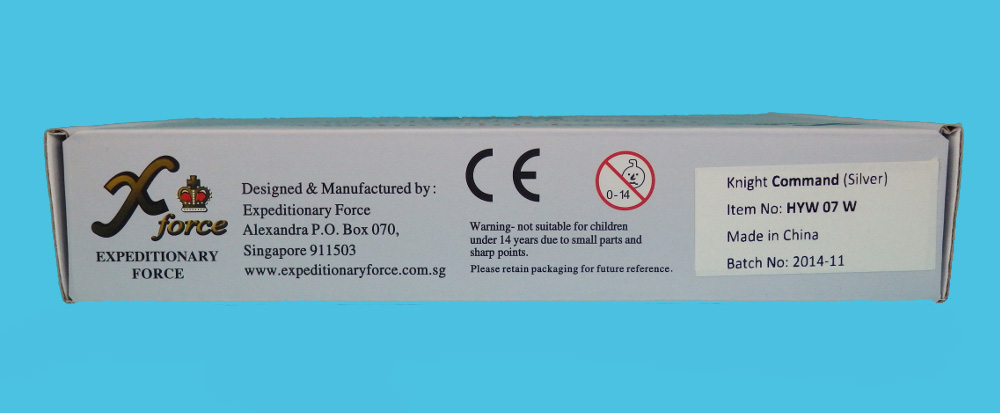 X force
EXPEDITIONARY
FORCE
Designed & Manufactured by :
Expeditionary Force
Alexandra P.O. Box 070,
Singapore 911503
www.expeditionaryforce.com.sg
CE
0-14
Warning- not suitable for children
under 14 years due to small parts and
sharp points.
Please retain packaging for future reference.
Knight Command (Silver)
Item No: HYW 07 W
Made in China
Batch No: 2014-11